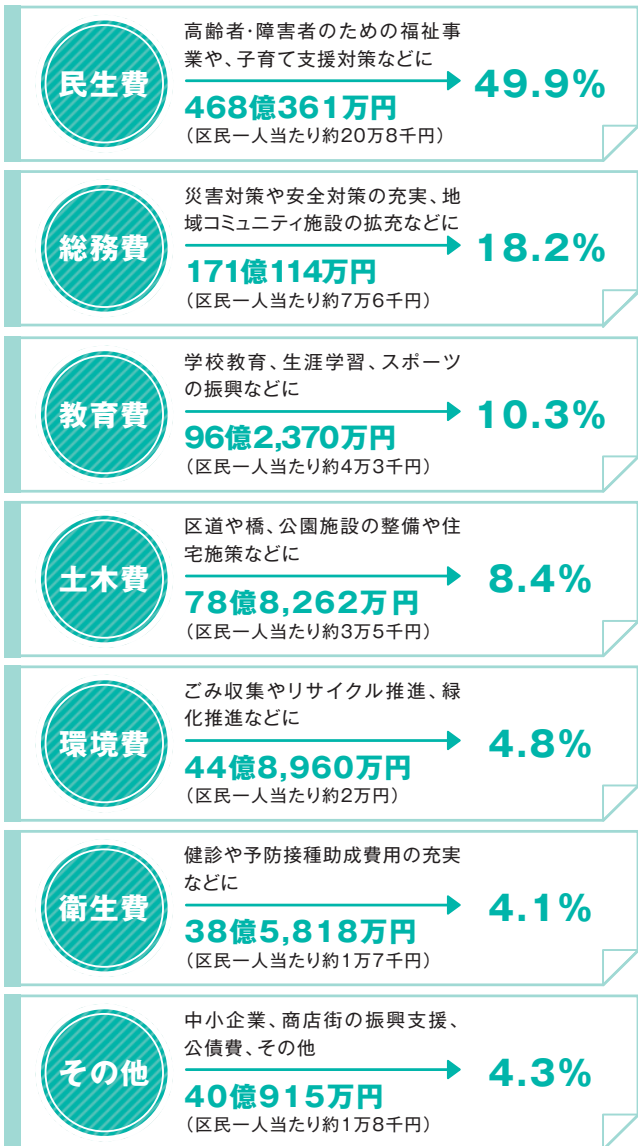 民生費
高齢者・障害者のための福祉事
業や、子育て支援対策などに
49.9%
468億361万円
（区民一人当たり約20万8千円）
総務費
災害対策や安全対策の充実、地
域コミュニティ施設の拡充などに
18.2%
171億114万円
（区民一人当たり約7万6千円）
教育費
学校教育、生涯学習、スポーツ
の振興などに
10.3%
96億2,370万円
（区民一人当たり約4万3千円）
土木費
区道や橋、公園施設の整備や住
宅施策などに
8.4%
78億8,262万円
（区民一人当たり約3万5千円）
環境費
ごみ収集やリサイクル推進、緑
化推進などに
4.8%
44億8,960万円
（区民一人当たり約2万円）
衛生費
健診や予防接種助成費用の充実
などに
4.1%
38億5,818万円
（区民一人当たり約1万7千円）
その他
中小企業、商店街の振興支援、
公債費、その他
4.3%
40億915万円
（区民一人当たり約1万8千円）